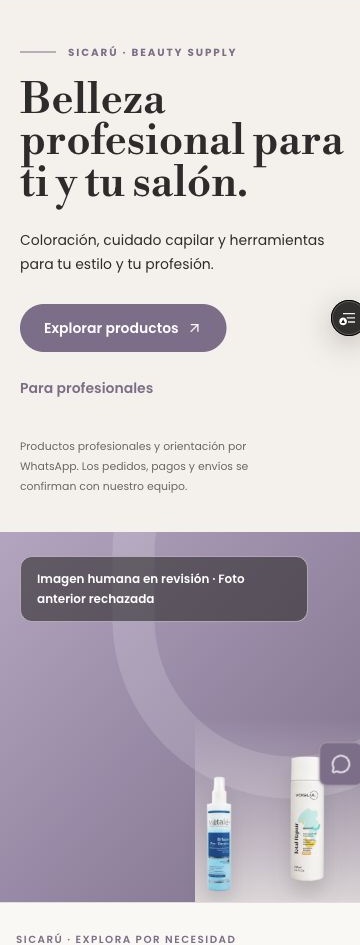 SICARÚ · BEAUTY SUPPLY
Belleza
profesional para
ti y tu salón.
Coloración, cuidado capilar y herramientas
para tu estilo y tu profesión.
Explorar productos
Para profesionales
Productos profesionales y orientación por
WhatsApp. Los pedidos, pagos y envíos se
confirman con nuestro equipo.
Imagen humana en revisión · Foto
anterior rechazada
Total Repair
SICARÚ · EXPLORA POR NECESIDAD